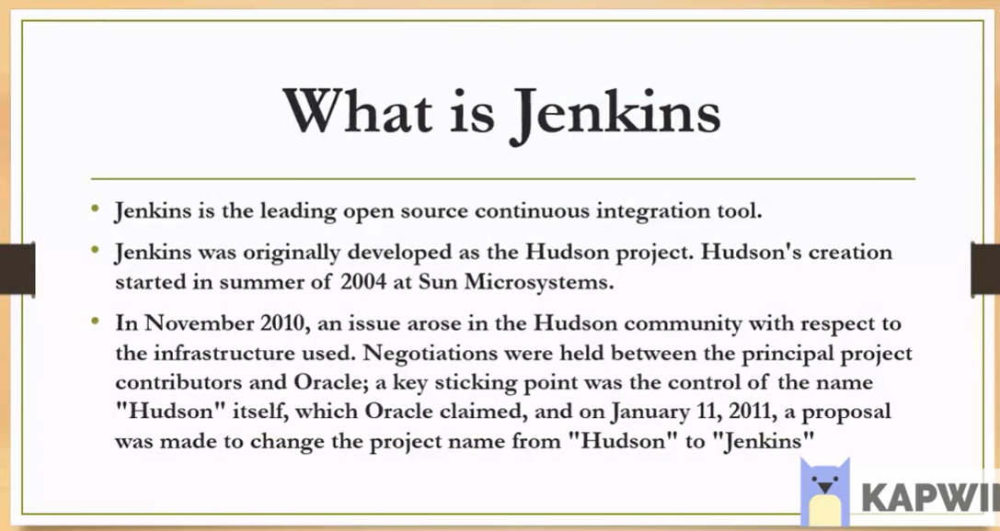 What is Jenkins
• Jenkins is the leading open source continuous integration tool.
• Jenkins was originally developed as the Hudson project. Hudson's creation
started in summer of 2004 at Sun Microsystems.
• In November 2010, an issue arose in the Hudson community with respect to
the infrastructure used. Negotiations were held between the principal project
contributors and Oracle; a key sticking point was the control of the name
"Hudson" itself, which Oracle claimed, and on January 11, 2011, a proposal
was made to change the project name from "Hudson" to "Jenkins"